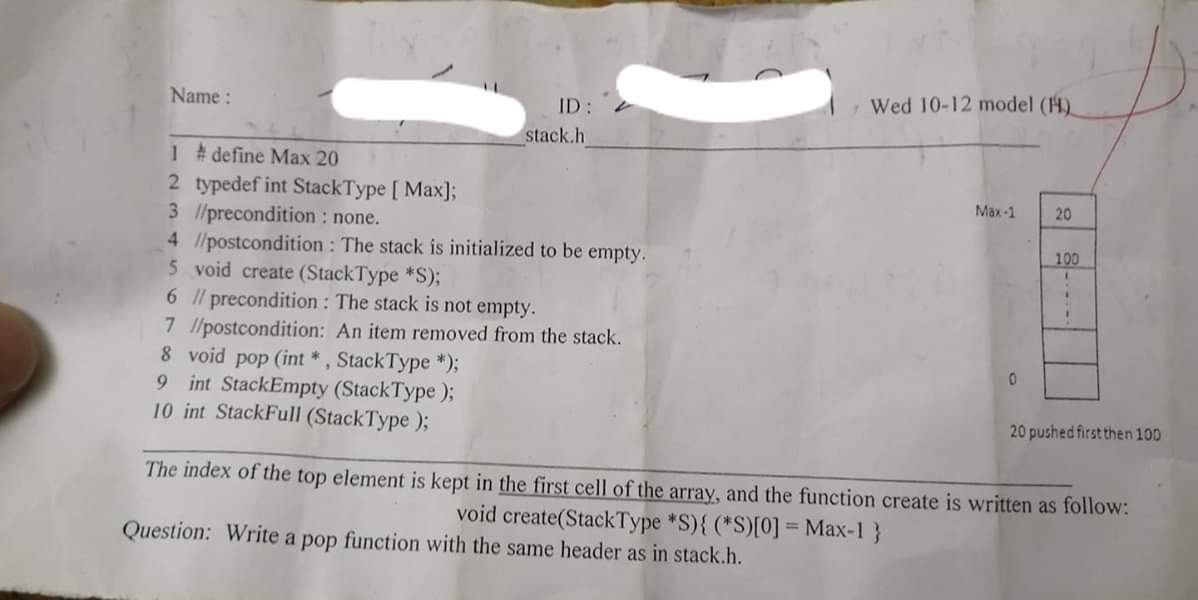 Name :
ID :
Wed 10-12 model (H)
stack.h
1 # define Max 20
2 typedef int StackType [ Max];
3 //precondition : none.
4 //postcondition : The stack is initialized to be empty.
5 void create (StackType *S);
6 // precondition : The stack is not empty.
7 //postcondition: An item removed from the stack.
8 void pop (int * , StackType *);
9 int StackEmpty (StackType );
10 int StackFull (StackType );
Max -1
20
100
0
20 pushed first then 100
The index of the top element is kept in the first cell of the array, and the function create is written as follow:
void create(StackType *S){ (*S)[0] = Max-1 }
Question: Write a pop function with the same header as in stack.h.